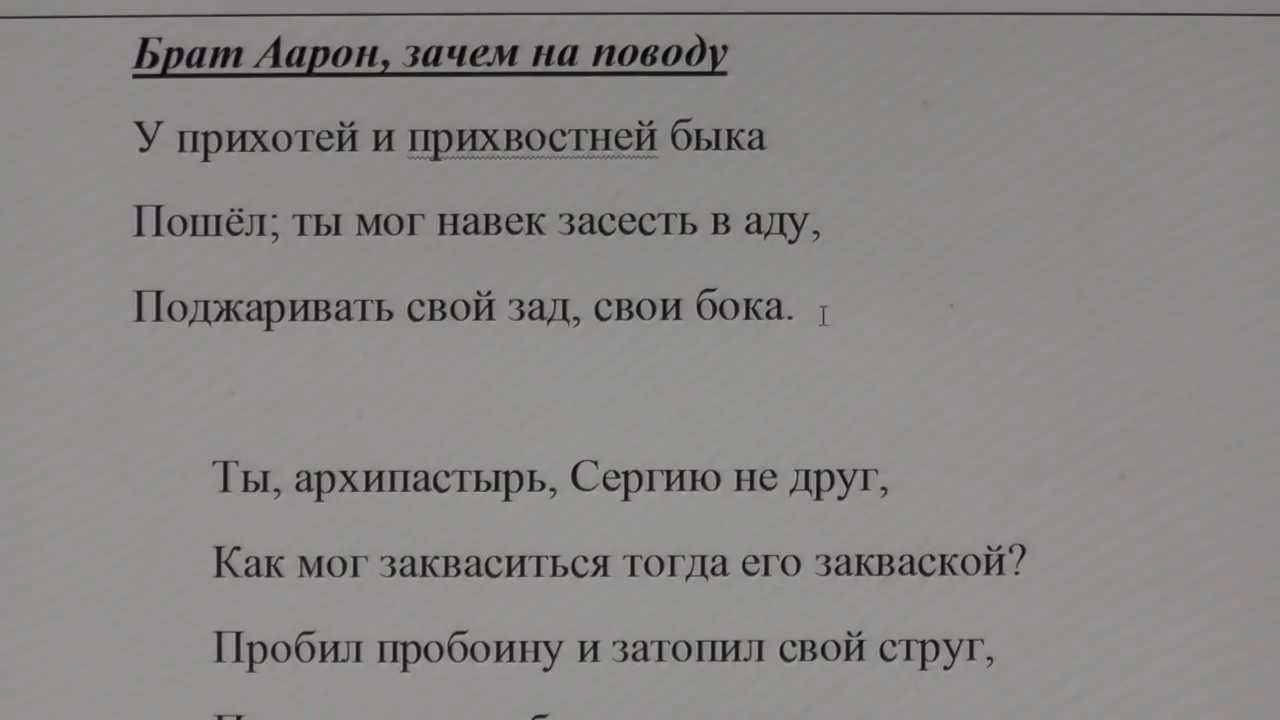 Брат Аарон, зачем на поводу
У прихотей и прихвостней быка
Пошёл; ты мог навек засесть в аду,
Поджаривать свой зад, свои бока.
Ты, архипастырь, Сергию не друг,
Как мог закваситься тогда его закваской?
Пробил пробоину и затопил свой струг,